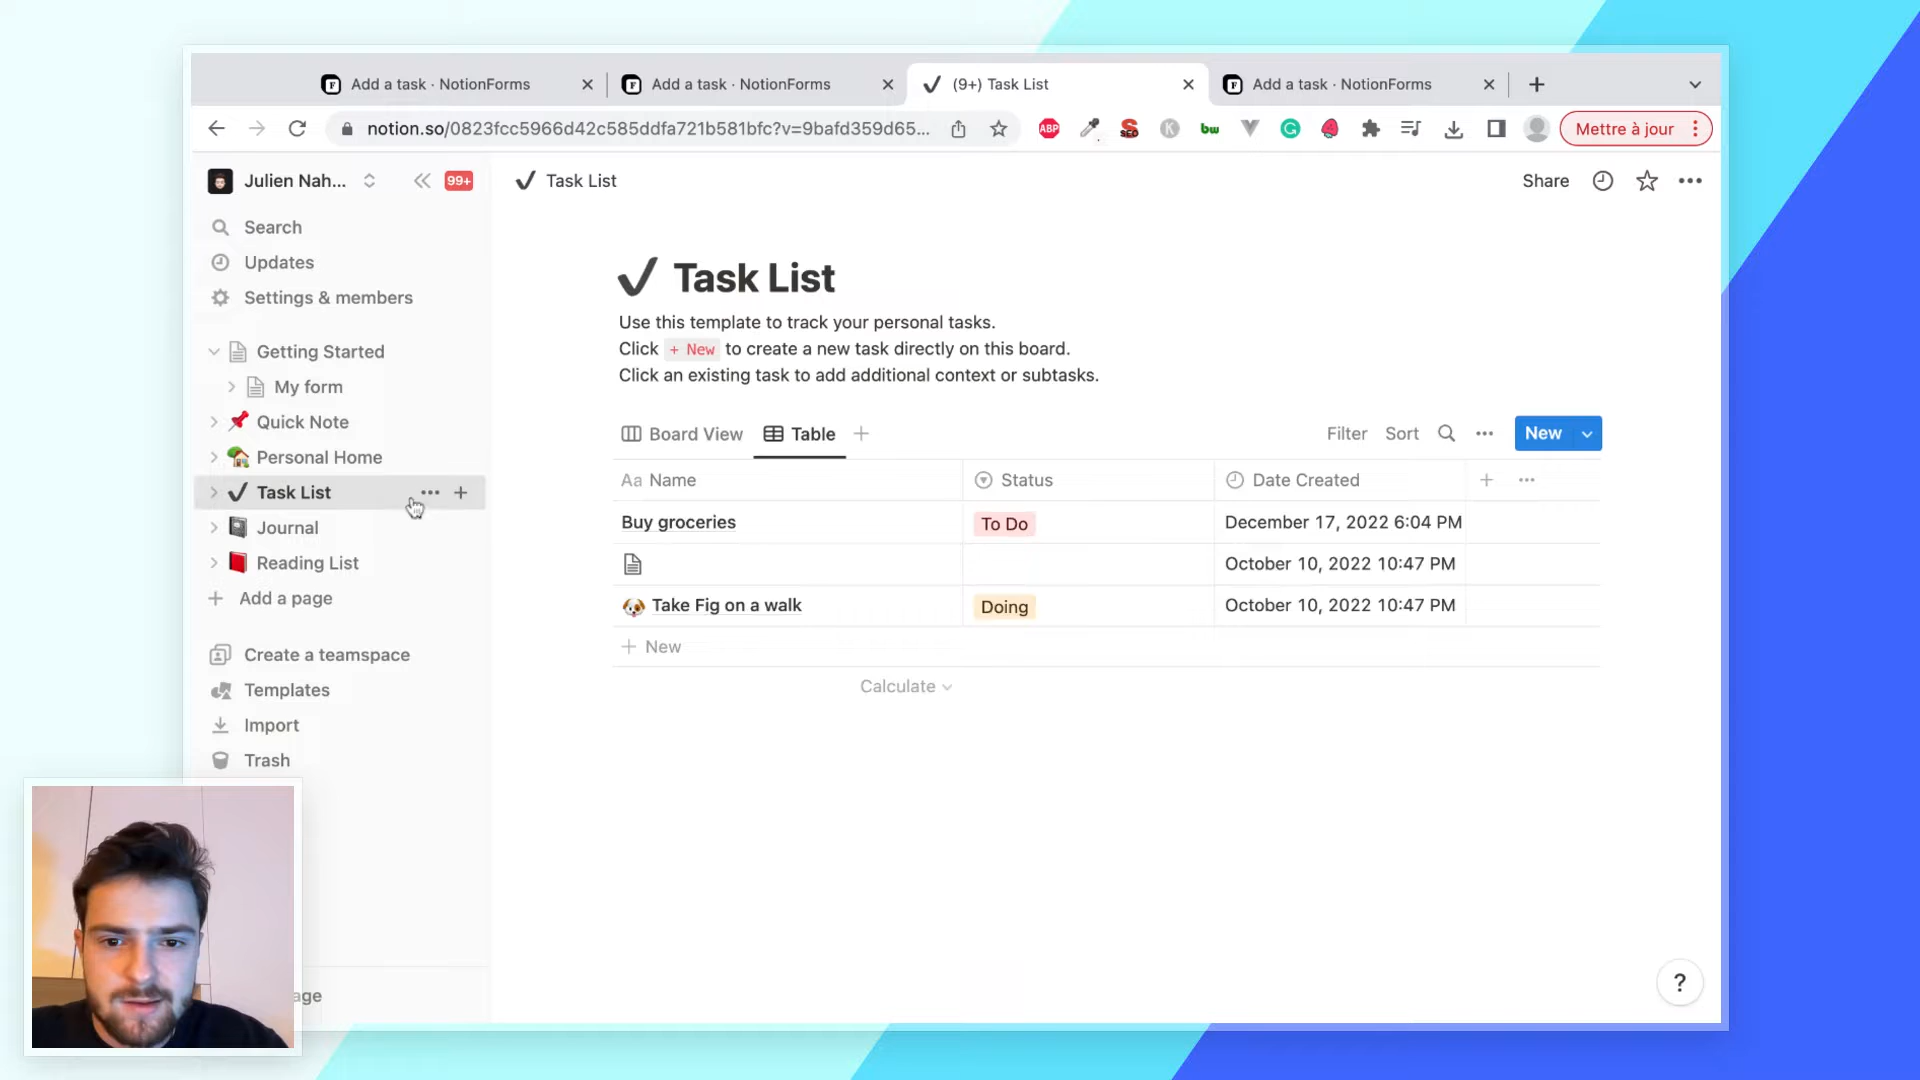 Add a task · NotionForms
Add a task · NotionForms
(9+) Task List
Add a task · NotionForms
notion.so/0823fcc5966d42c585ddfa721b581bfc?v=9bafd359d65...
ABP
SEO
K
bw
Mettre à jour
Julien Nah...
99+
Task List
Share
Search
Updates
Settings & members
Getting Started
My form
Quick Note
Personal Home
Task List
Journal
Reading List
Add a page
Create a teamspace
Templates
Import
Trash
age
Task List
Use this template to track your personal tasks.
Click + New to create a new task directly on this board.
Click an existing task to add additional context or subtasks.
Board View
Table
Filter
Sort
New
Aa Name
Status
Date Created
Buy groceries
To Do
December 17, 2022 6:04 PM
October 10, 2022 10:47 PM
Take Fig on a walk
Doing
October 10, 2022 10:47 PM
New
Calculate
?